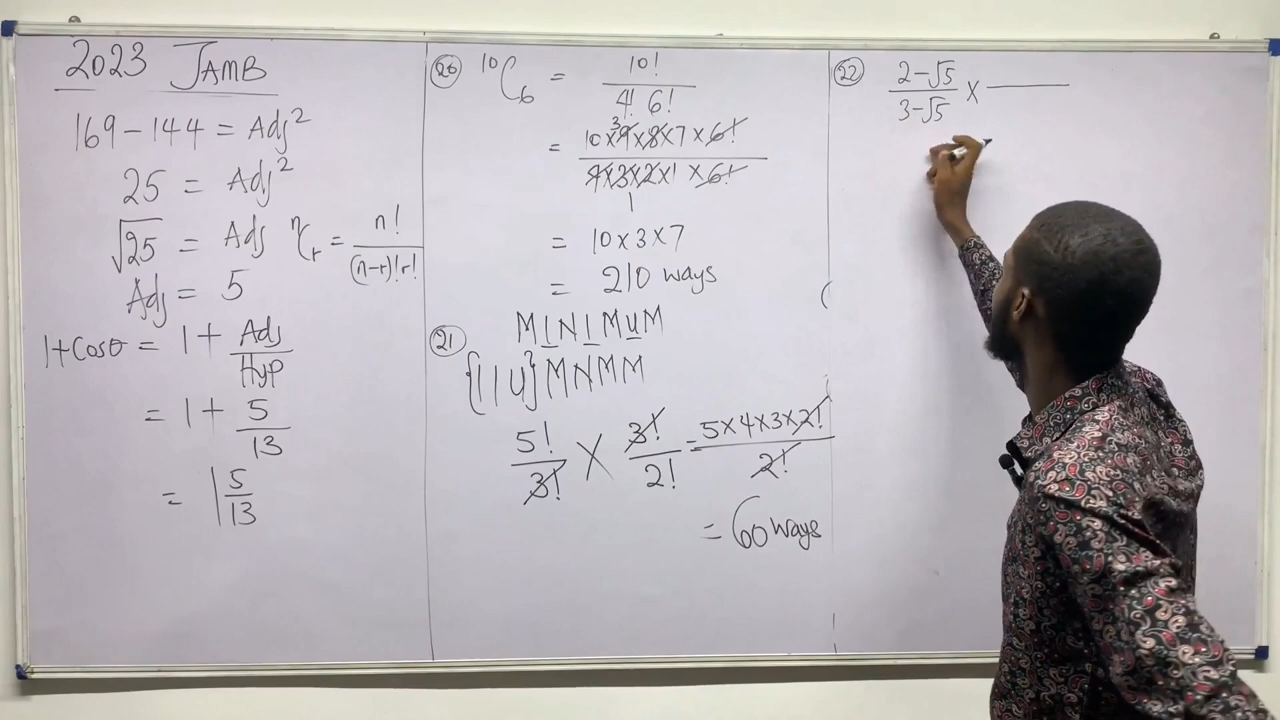 2023 JAMB
169 - 144 = Adj²
25 = Adj²
√25 = Adj
Adj = 5
ⁿCᵣ = n! / (n-r)!r!
1+Cosθ = 1 + Adj / Hyp
= 1 + 5/13
= 1 5/13
20 ¹⁰C₆ = 10! / 4! 6!
= 10 x 9 3 x 8 x 7 x 6! / 4 x 3 x 2 x 1 x 6!
1
= 10 x 3 x 7
= 210 ways
21 MINIMUM
{I I U} M N M M
5! / 3! X 3! / 2! = 5 x 4 x 3 x 2! / 2!
= 60 ways
22 2-√5 / 3-√5 x